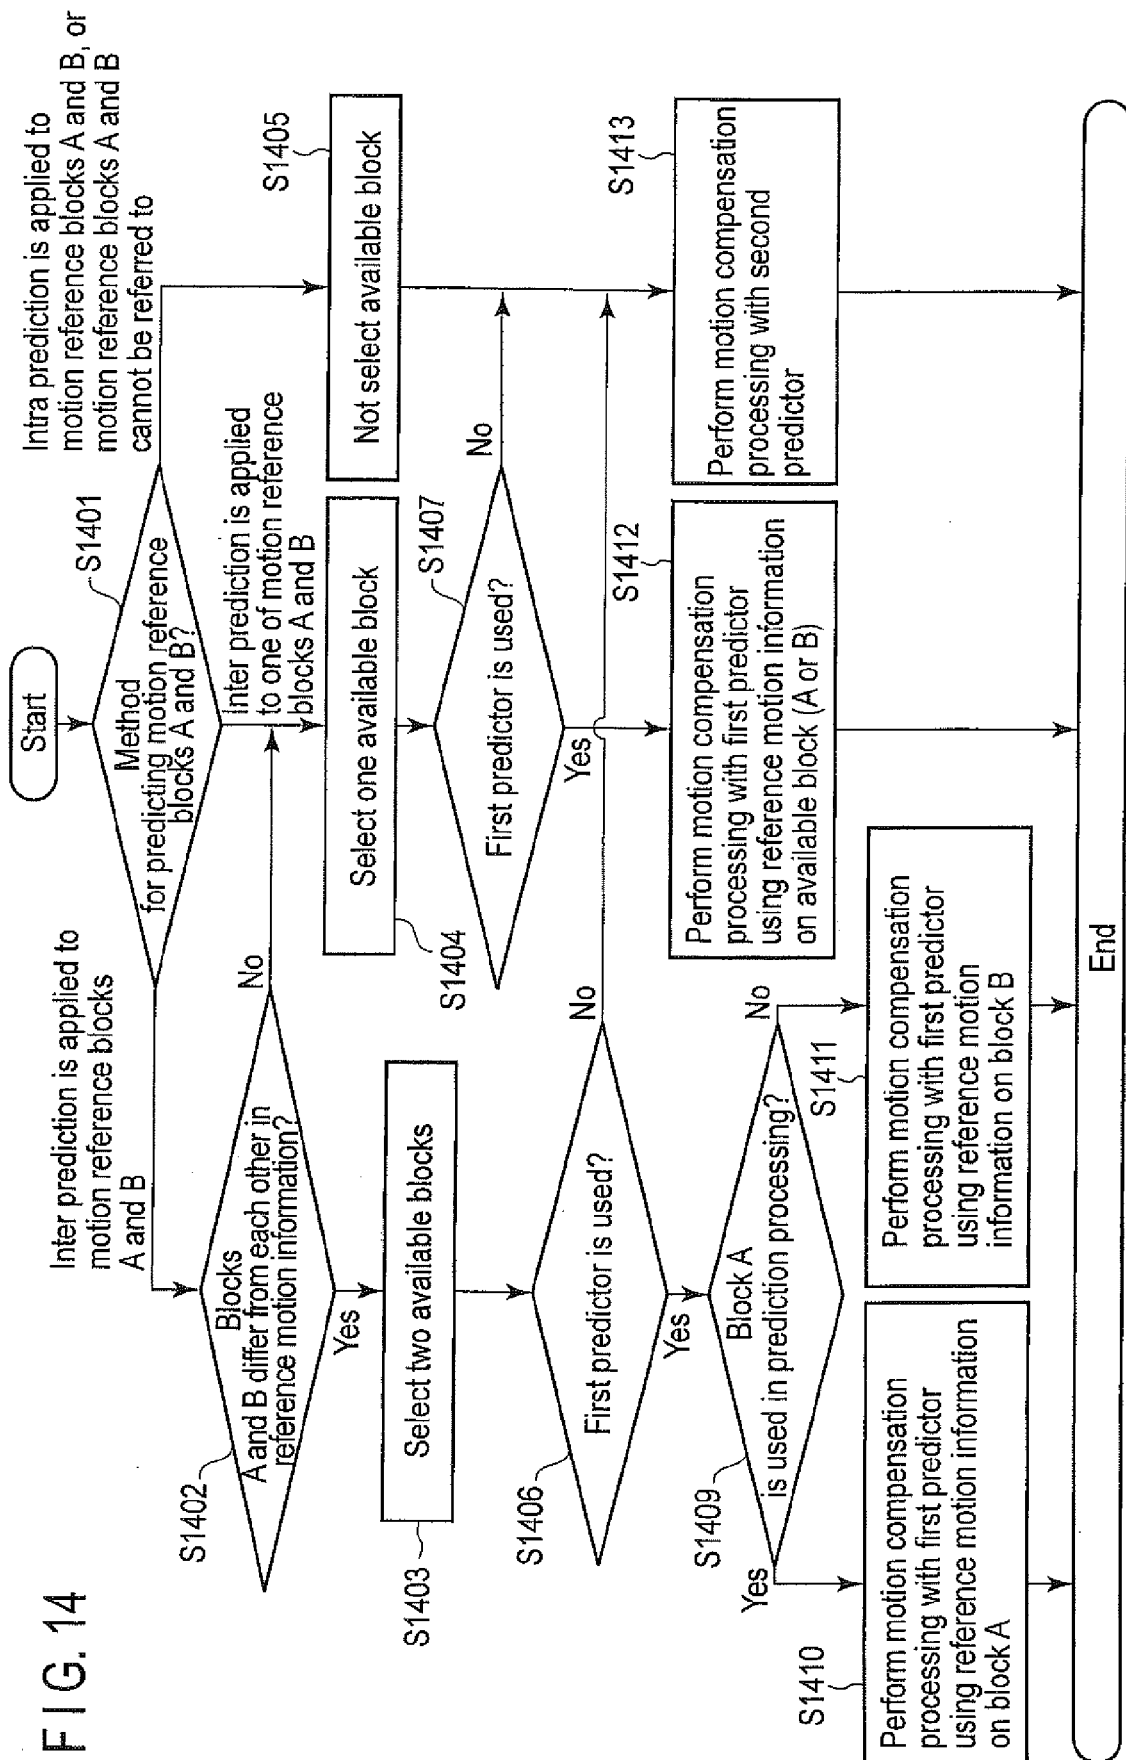 FIG. 14
Start
Method
for predicting motion reference
blocks A and B?
S1401
Inter prediction is applied to
motion reference blocks
A and B
Inter prediction is applied
to one of motion reference
blocks A and B
Intra prediction is applied to
motion reference blocks A and B, or
motion reference blocks A and B
cannot be referred to
S1402
Blocks
A and B differ from each other in
reference motion information?
No
Yes
S1403
Select two available blocks
S1404
Select one available block
S1405
Not select available block
S1406
First predictor is used?
No
Yes
S1407
First predictor is used?
No
Yes
S1409
Block A
is used in prediction processing?
Yes
No
S1410
Perform motion compensation
processing with first predictor
using reference motion information
on block A
S1411
Perform motion compensation
processing with first predictor
using reference motion
information on block B
S1412
Perform motion compensation
processing with first predictor
using reference motion information
on available block (A or B)
S1413
Perform motion compensation
processing with second
predictor
End